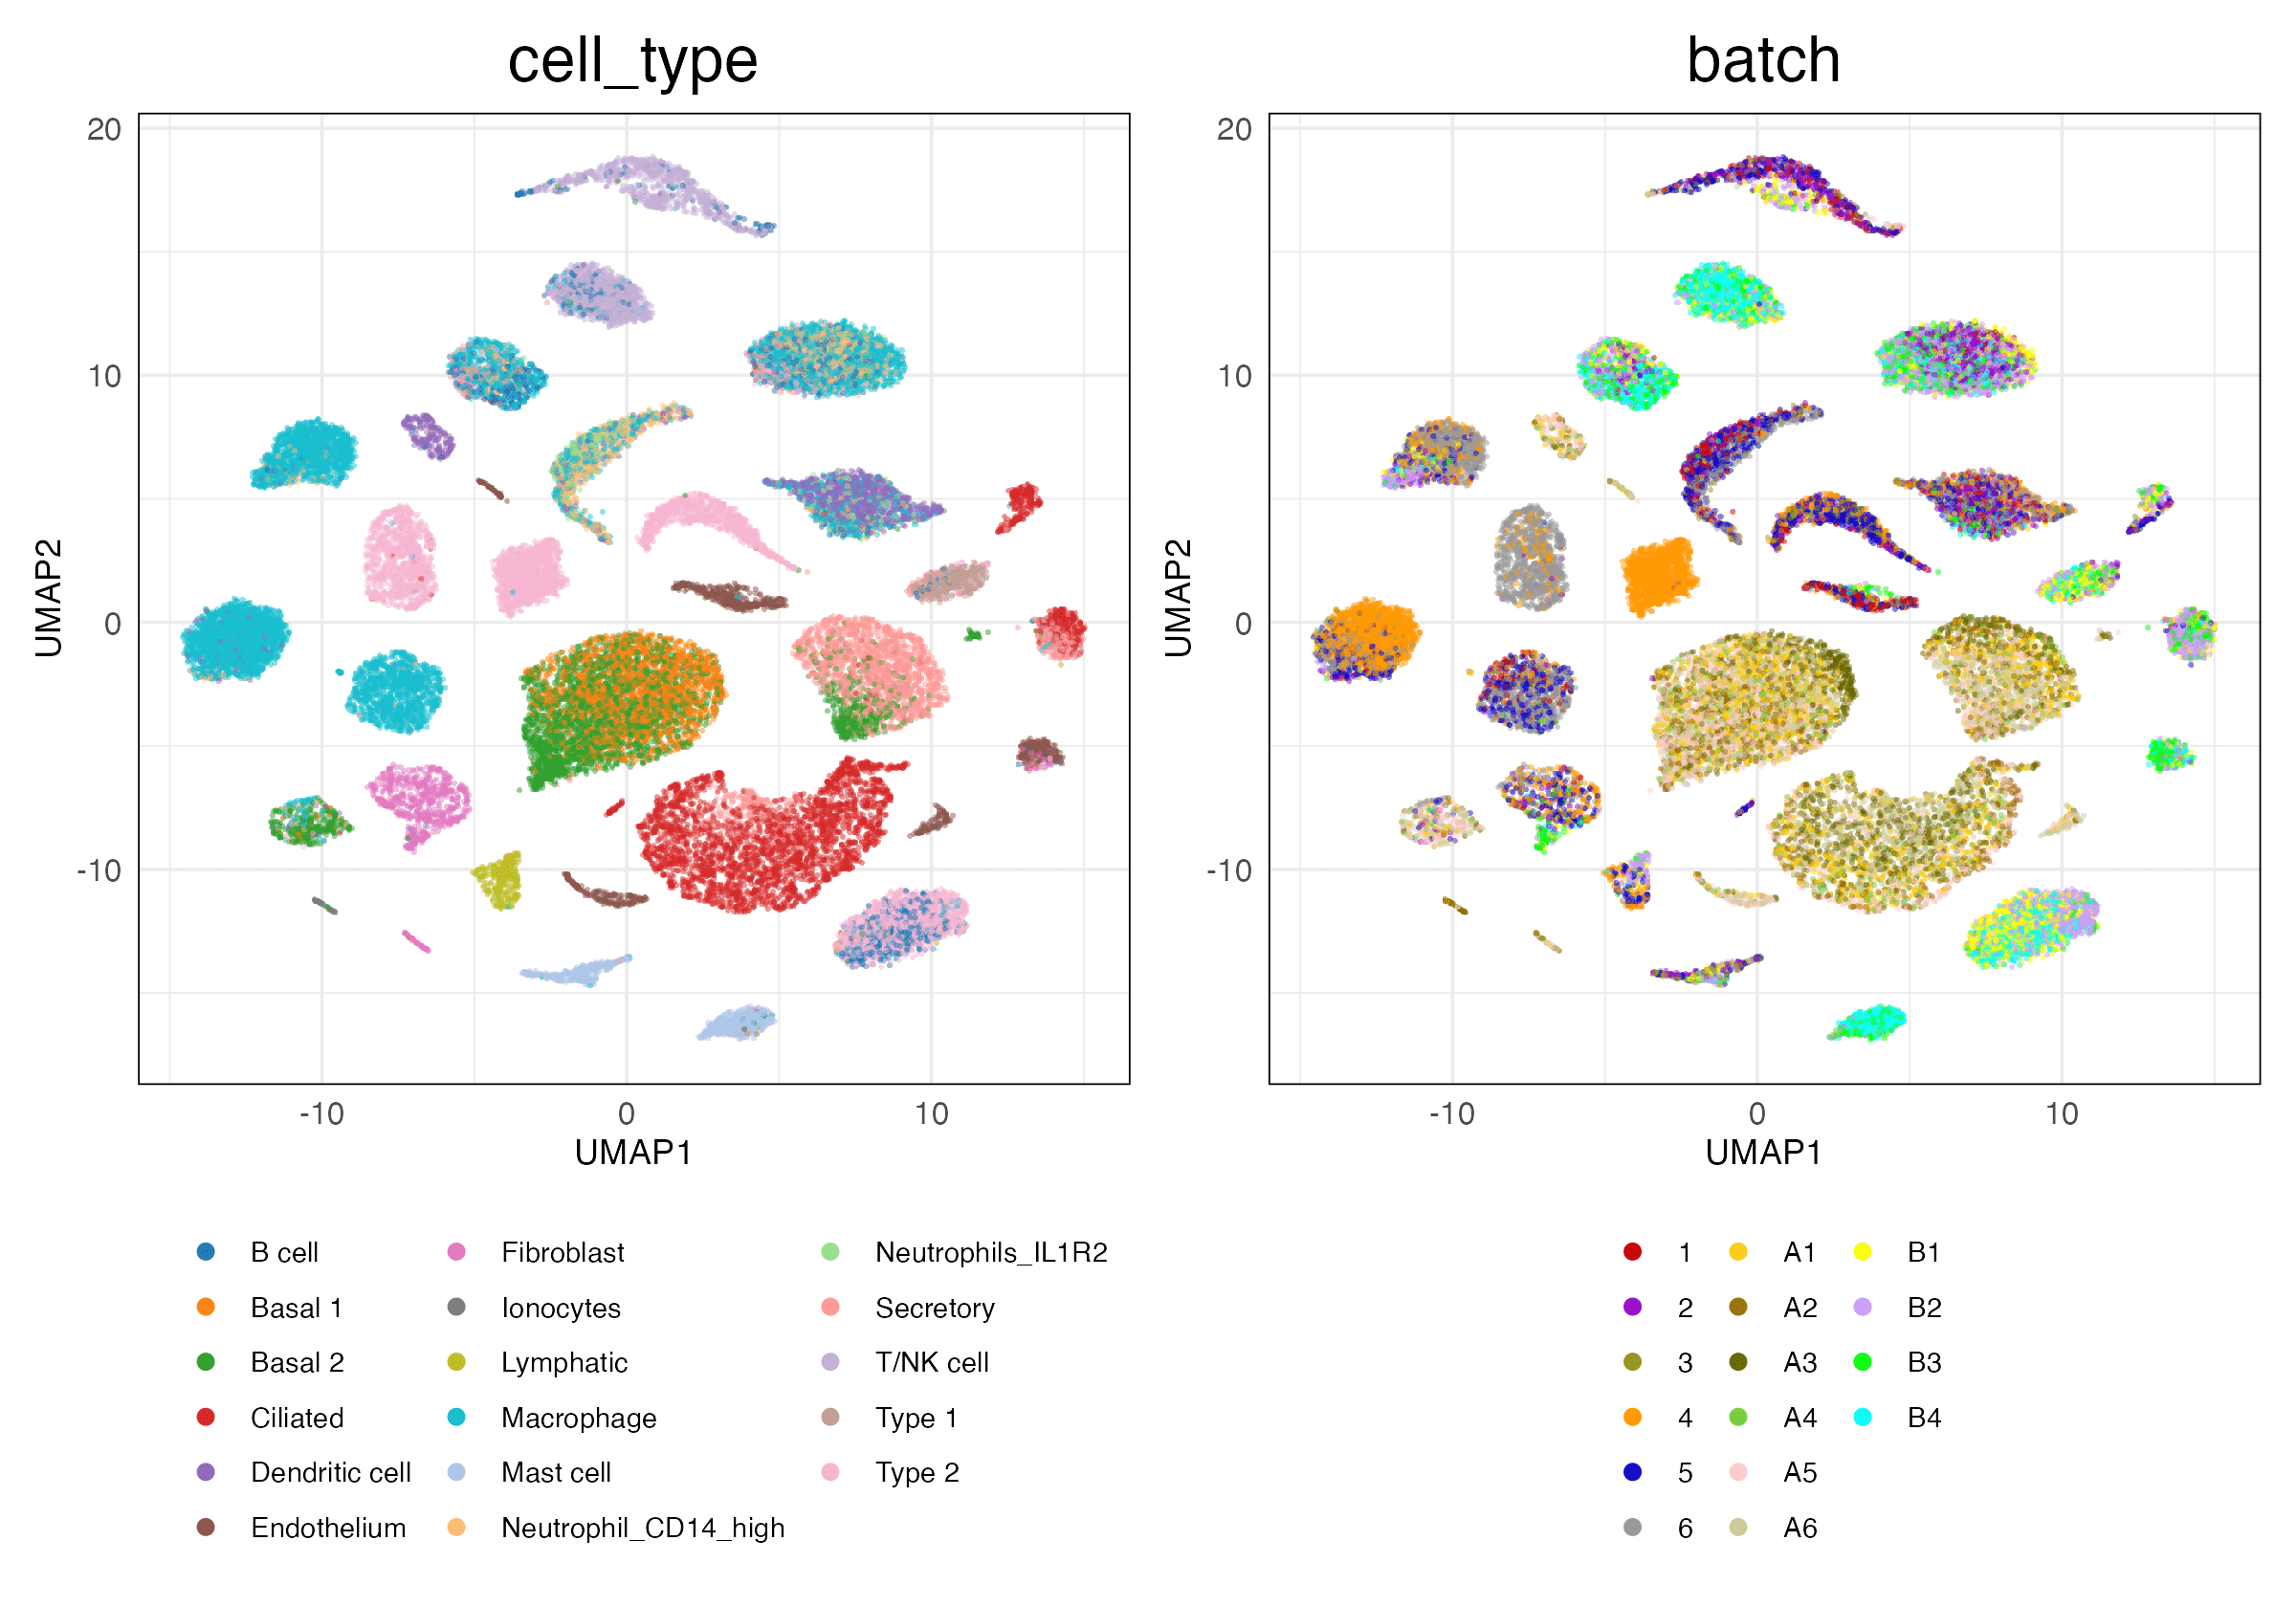 cell_type
batch
20
10
0
-10
UMAP2
-10 0 10
UMAP1
20
10
0
-10
UMAP2
-10 0 10
UMAP1
B cell Fibroblast Neutrophils_IL1R2
Basal 1 Ionocytes Secretory
Basal 2 Lymphatic T/NK cell
Ciliated Macrophage Type 1
Dendritic cell Mast cell Type 2
Endothelium Neutrophil_CD14_high
1 A1 B1
2 A2 B2
3 A3 B3
4 A4 B4
5 A5
6 A6